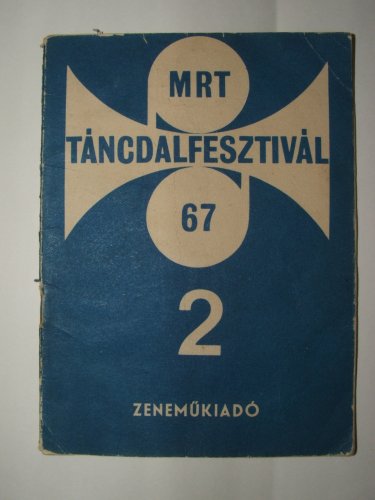 MRT
TÁNCDALFESZTIVÁL
67
2
ZENEMŰKIADÓ